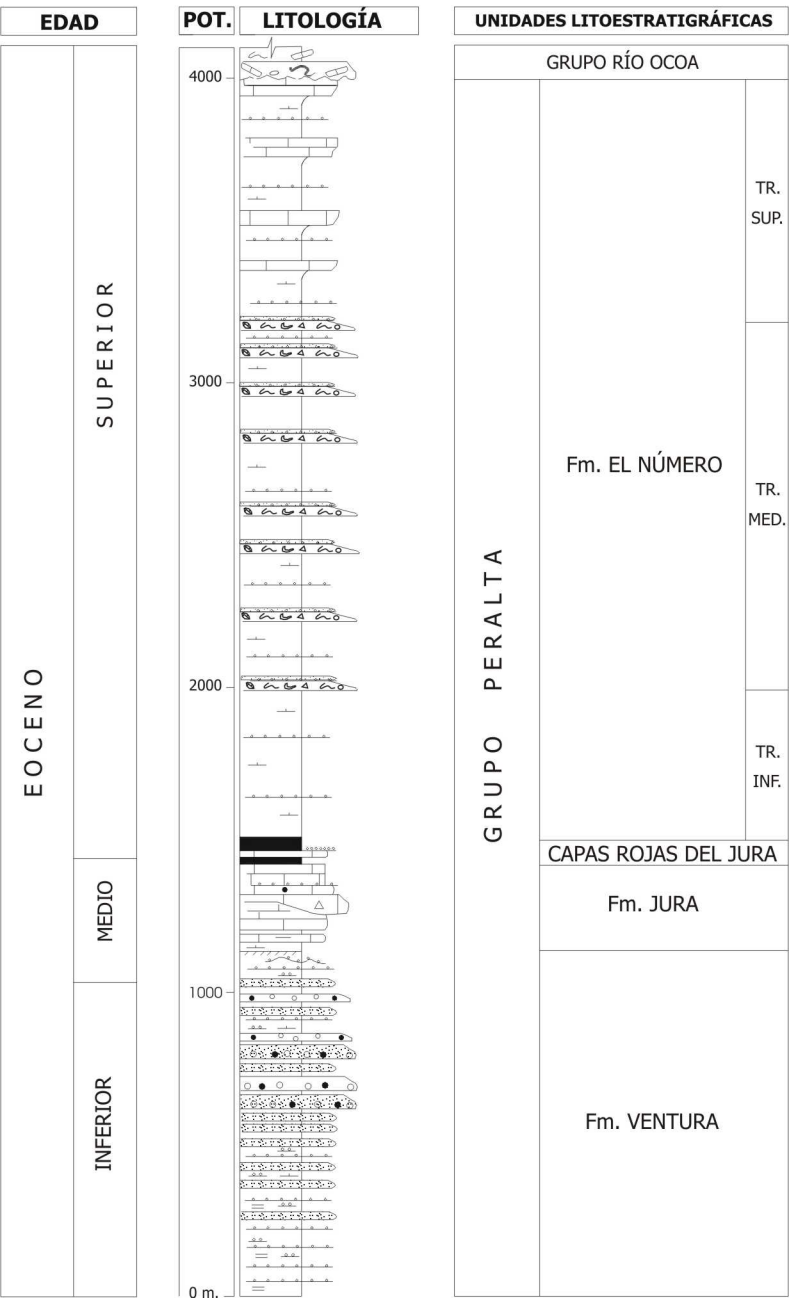 EDAD
POT.
LITOLOGÍA
UNIDADES LITOESTRATIGRÁFICAS
EOCENO
SUPERIOR
MEDIO
INFERIOR
4000
3000
2000
1000
0 m.
GRUPO RÍO OCOA
GRUPO PERALTA
Fm. EL NÚMERO
TR.
SUP.
TR.
MED.
TR.
INF.
CAPAS ROJAS DEL JURA
Fm. JURA
Fm. VENTURA